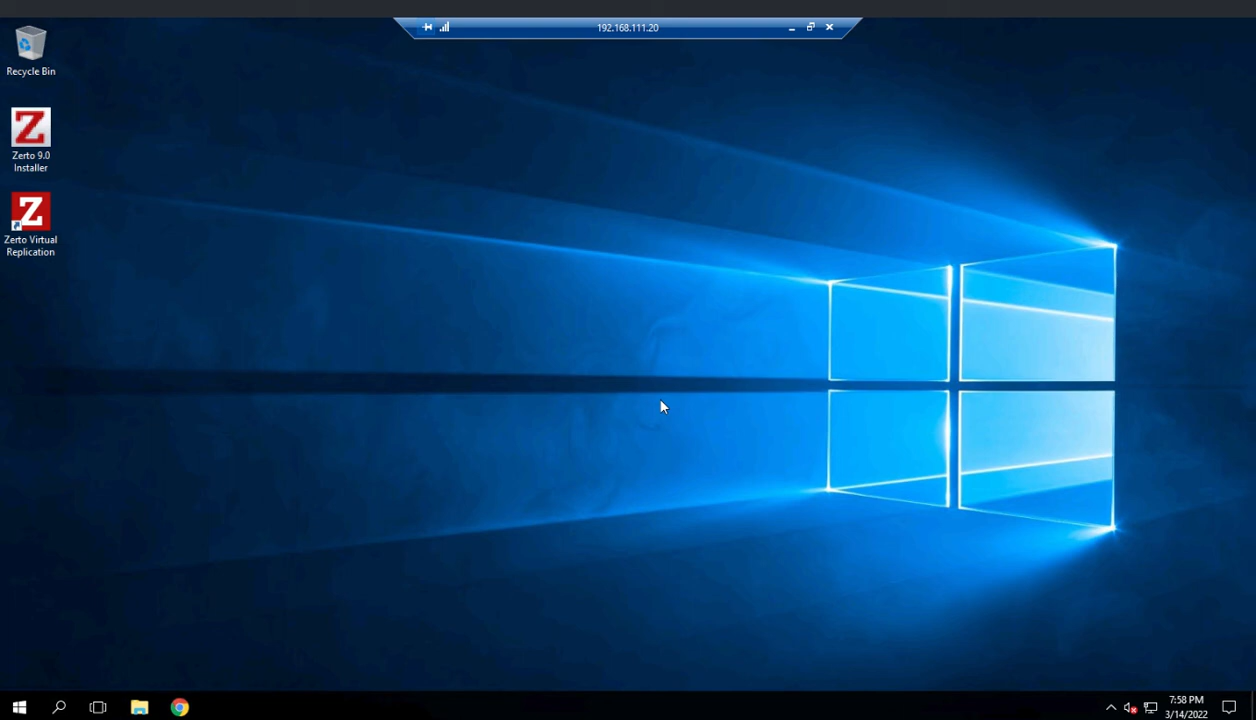 192.168.111.20
Recycle Bin
Z
Zerto 9.0
Installer
Z
Zerto Virtual
Replication
7:58 PM
3/14/2022